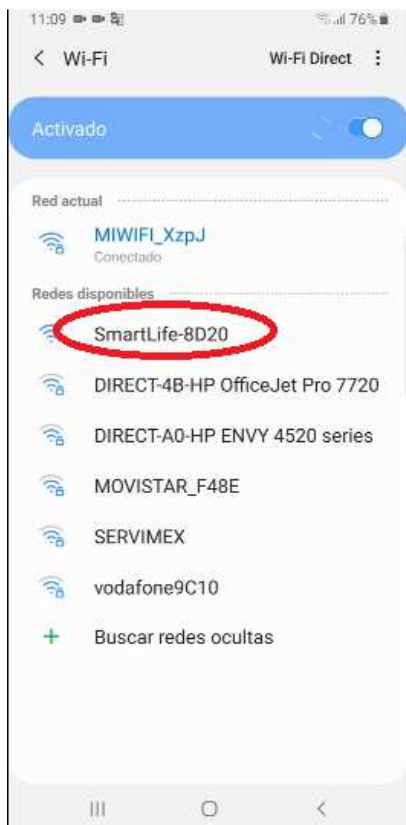 11:09 76%
Wi-Fi Wi-Fi Direct
Activado
Red actual
MIWIFI_XzpJ
Conectado
Redes disponibles
SmartLife-8D20
DIRECT-4B-HP OfficeJet Pro 7720
DIRECT-A0-HP ENVY 4520 series
MOVISTAR_F48E
SERVIMEX
vodafone9C10
Buscar redes ocultas